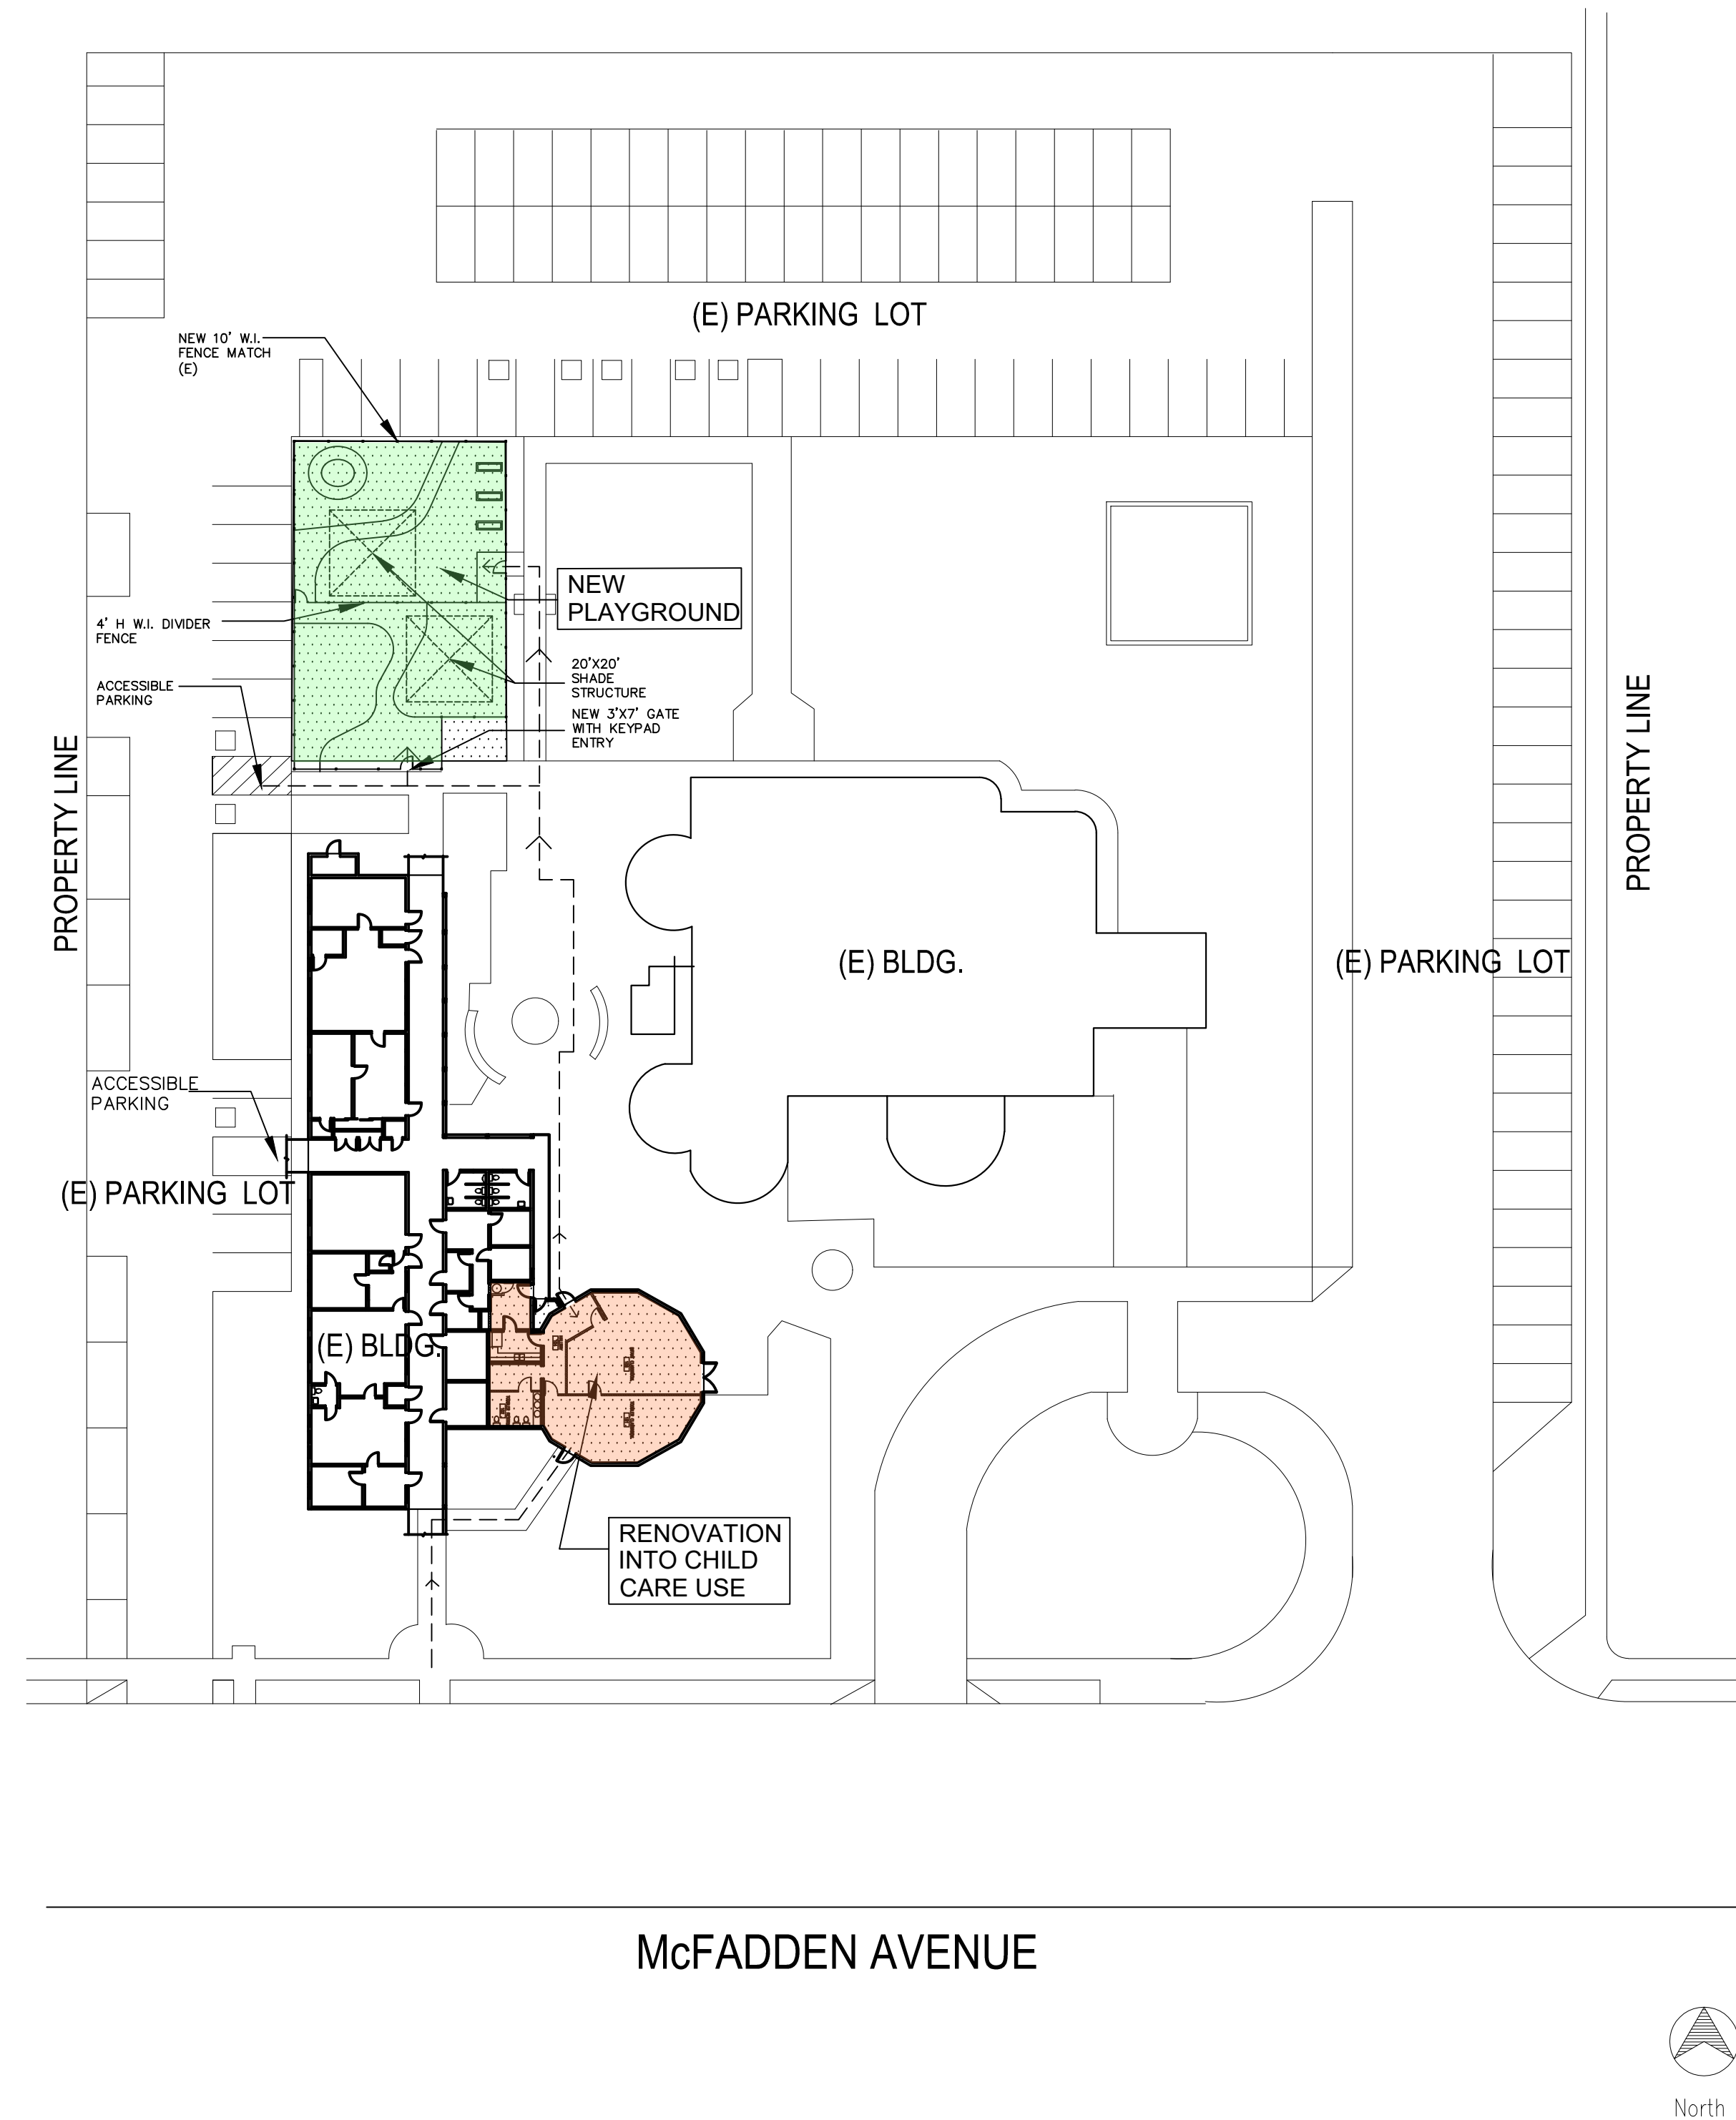 (E) PARKING LOT
NEW 10' W.I.
FENCE MATCH
(E)
NEW
PLAYGROUND
4' H W.I. DIVIDER
FENCE
20'X20'
SHADE
STRUCTURE
ACCESSIBLE
PARKING
NEW 3'X7' GATE
WITH KEYPAD
ENTRY
PROPERTY LINE
PROPERTY LINE
(E) BLDG.
(E) PARKING LOT
ACCESSIBLE
PARKING
(E) PARKING LOT
(E) BLDG.
RENOVATION
INTO CHILD
CARE USE
McFADDEN AVENUE
North